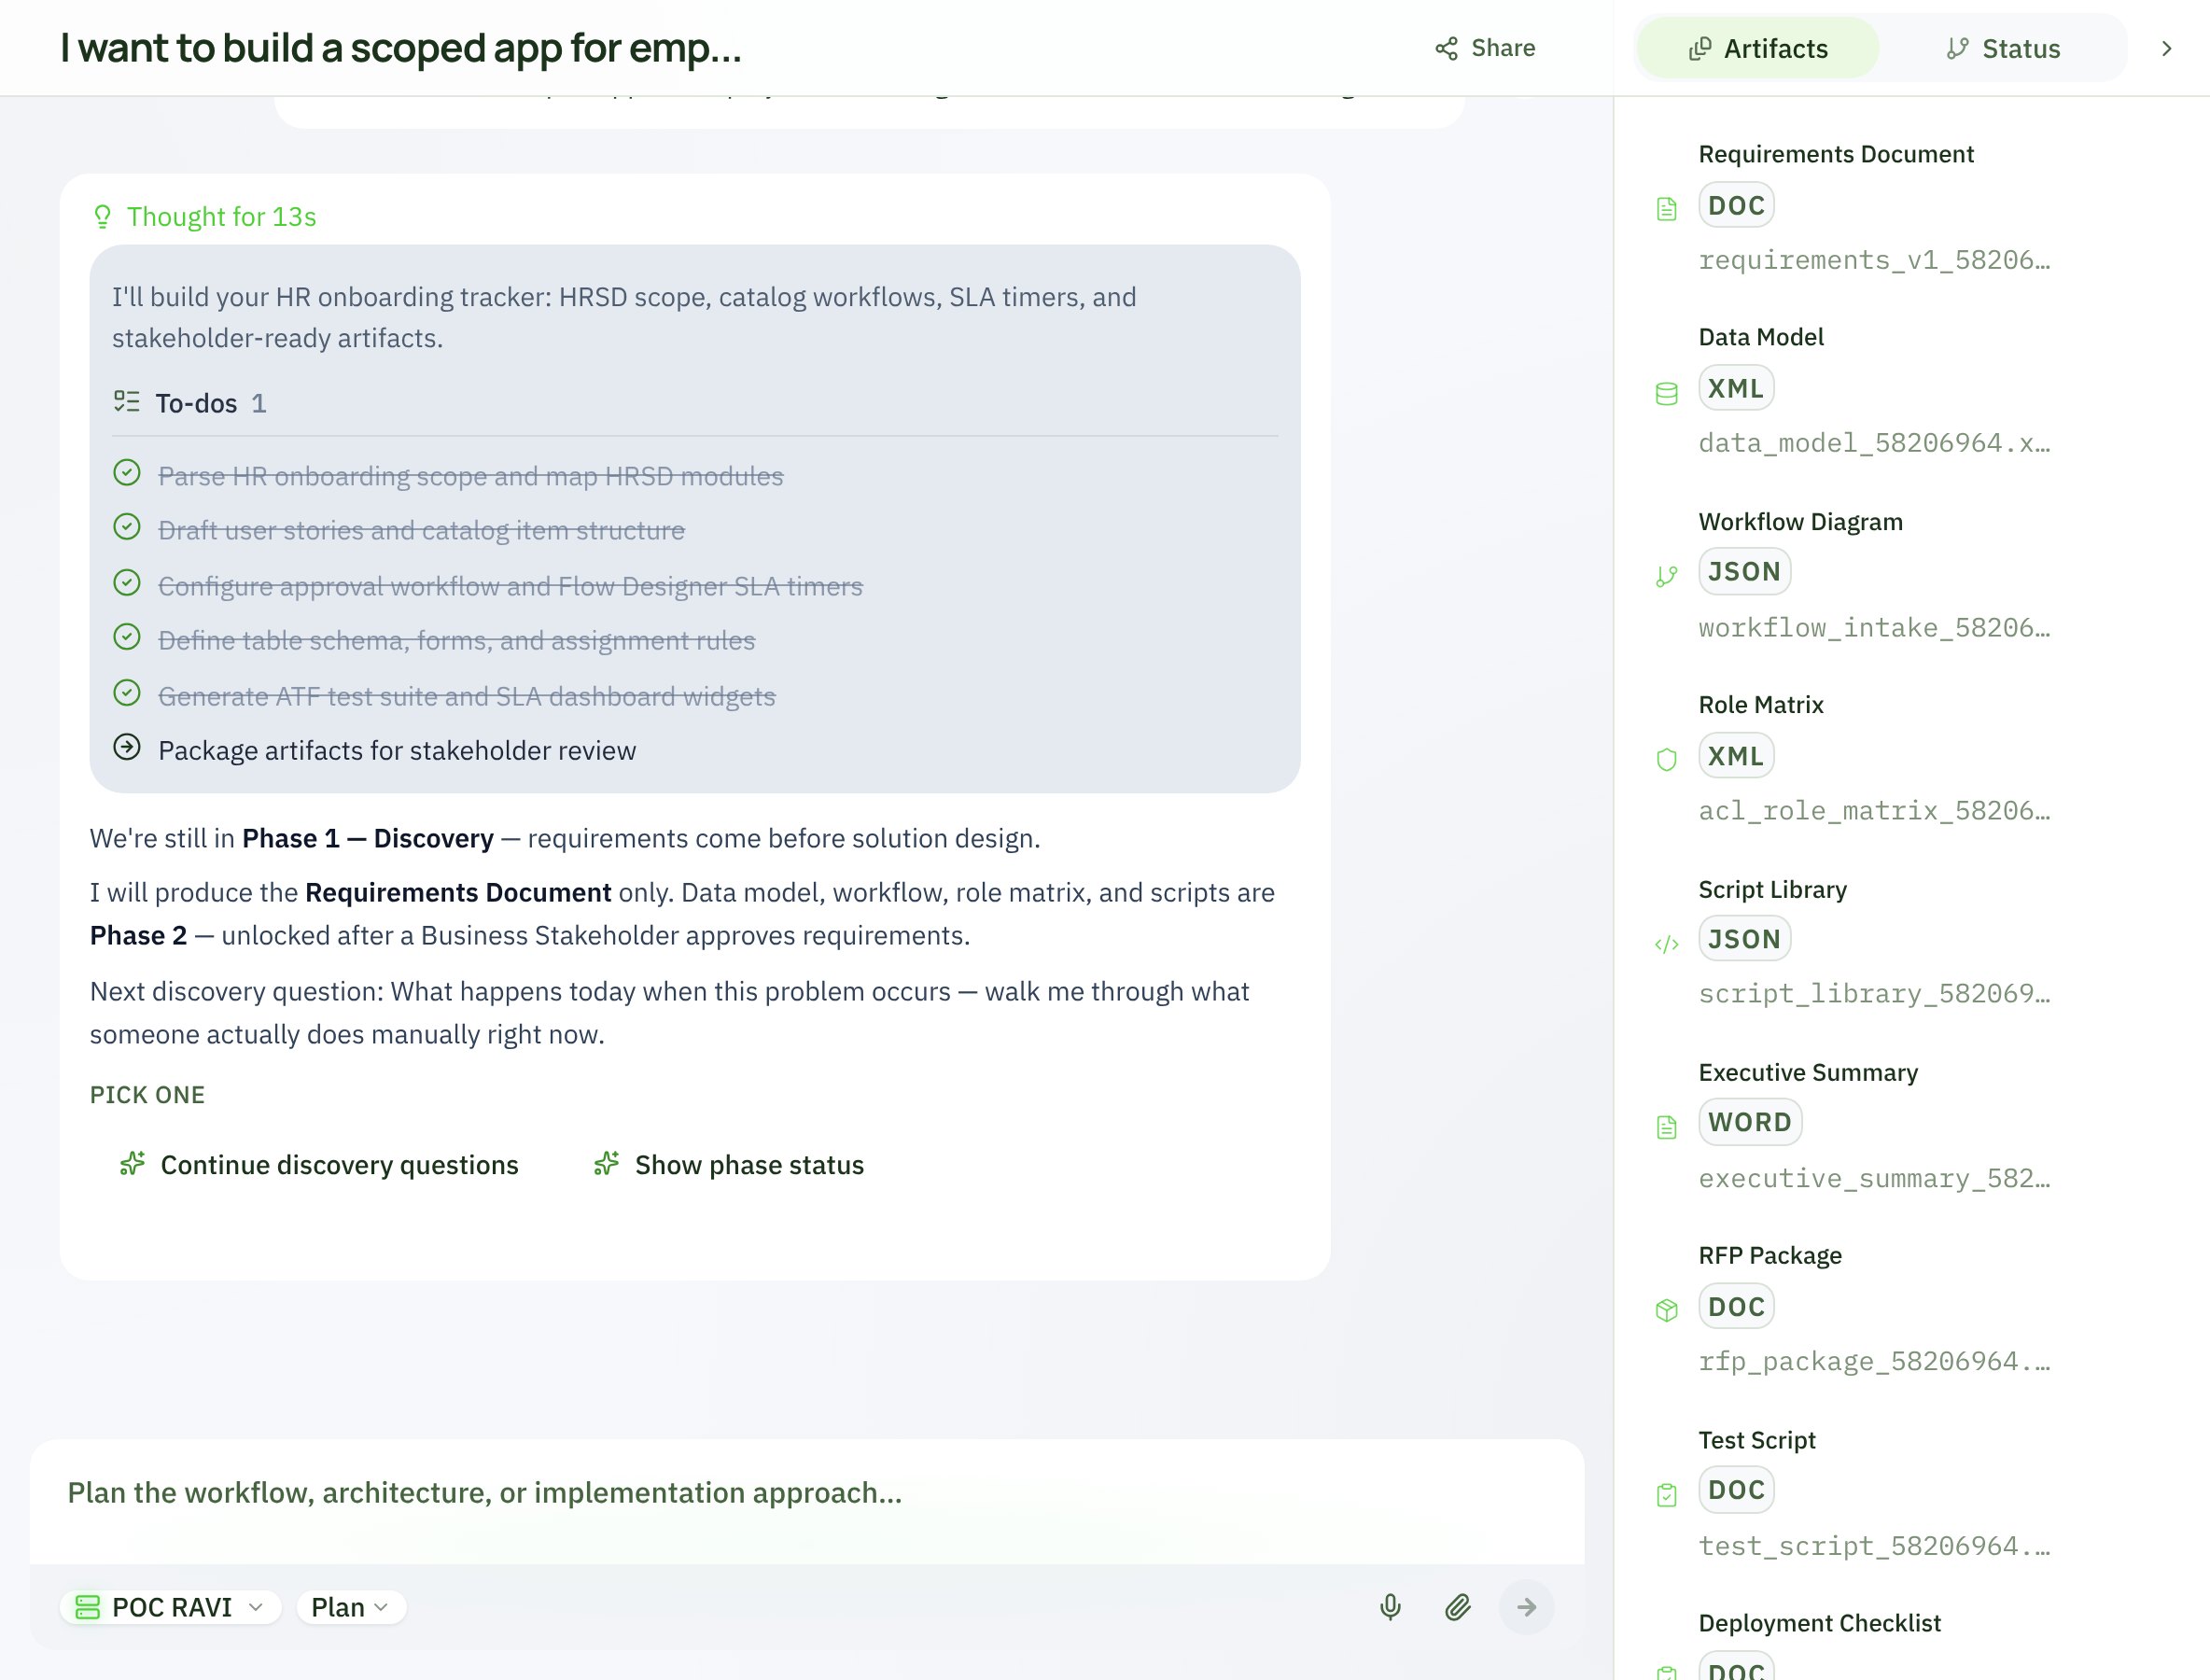 I want to build a scoped app for emp...
Share
Artifacts
Status
Thought for 13s
I'll build your HR onboarding tracker: HRSD scope, catalog workflows, SLA timers, and
stakeholder-ready artifacts.
To-dos 1
Parse HR onboarding scope and map HRSD modules
Draft user stories and catalog item structure
Configure approval workflow and Flow Designer SLA timers
Define table schema, forms, and assignment rules
Generate ATF test suite and SLA dashboard widgets
Package artifacts for stakeholder review
We're still in Phase 1 — Discovery — requirements come before solution design.
I will produce the Requirements Document only. Data model, workflow, role matrix, and scripts are
Phase 2 — unlocked after a Business Stakeholder approves requirements.
Next discovery question: What happens today when this problem occurs — walk me through what
someone actually does manually right now.
PICK ONE
Continue discovery questions
Show phase status
Plan the workflow, architecture, or implementation approach...
POC RAVI
Plan
Requirements Document
DOC
requirements_v1_58206…
Data Model
XML
data_model_58206964.x…
Workflow Diagram
JSON
workflow_intake_58206…
Role Matrix
XML
acl_role_matrix_58206…
Script Library
JSON
script_library_582069…
Executive Summary
WORD
executive_summary_582…
RFP Package
DOC
rfp_package_58206964.…
Test Script
DOC
test_script_58206964.…
Deployment Checklist
DOC